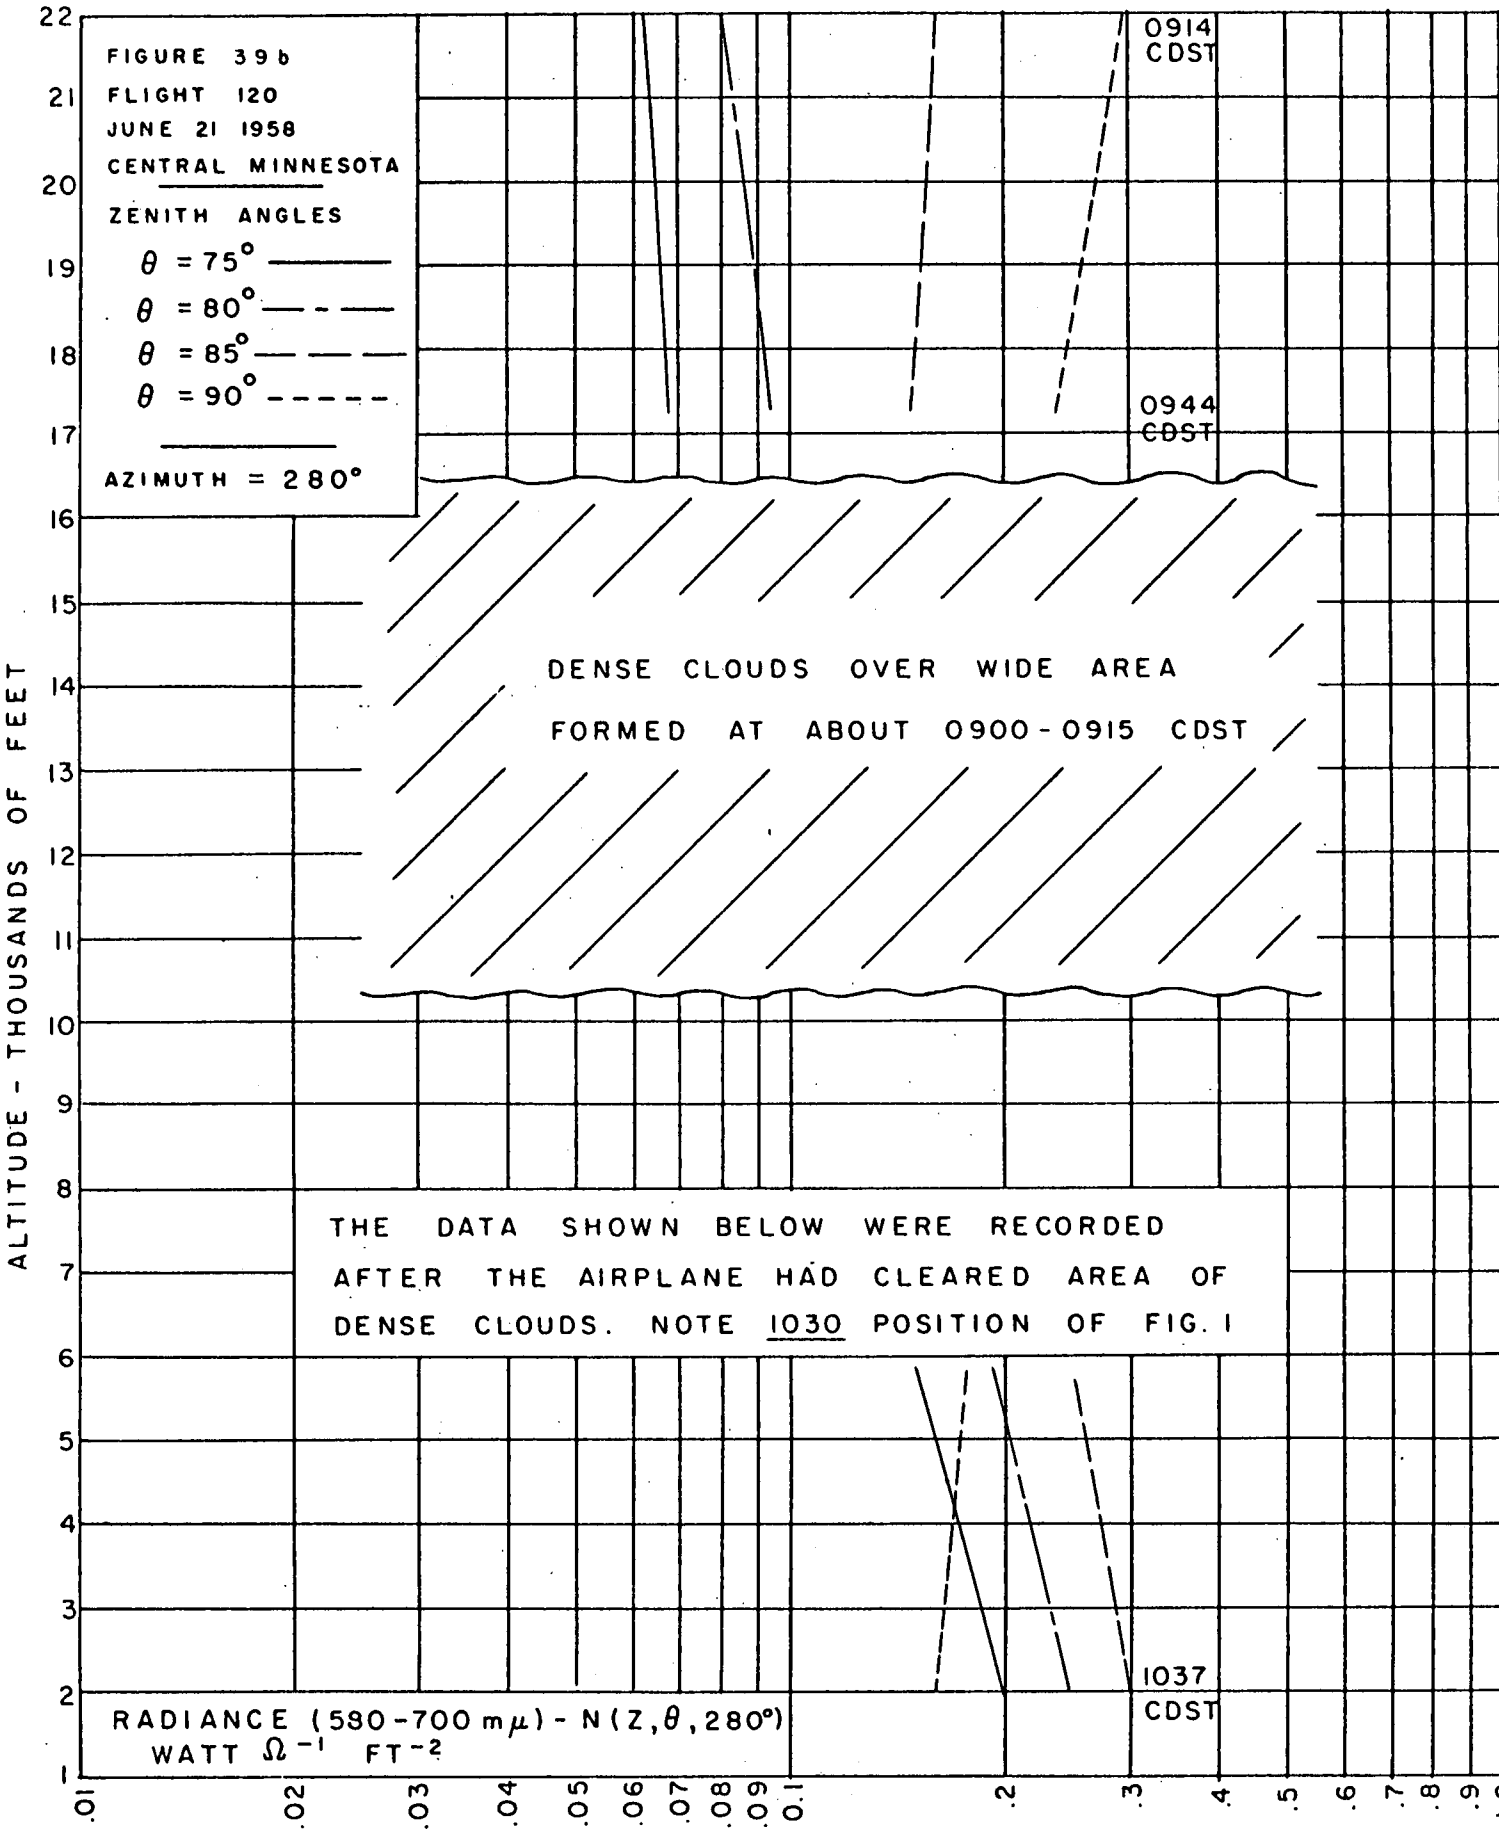 FIGURE 39b
FLIGHT 120
JUNE 21 1958
CENTRAL MINNESOTA
ZENITH ANGLES
θ = 75°
θ = 80°
θ = 85°
θ = 90°
AZIMUTH = 280°
0914
CDST
0944
CDST
DENSE CLOUDS OVER WIDE AREA
FORMED AT ABOUT 0900-0915 CDST
THE DATA SHOWN BELOW WERE RECORDED
AFTER THE AIRPLANE HAD CLEARED AREA OF
DENSE CLOUDS. NOTE 1030 POSITION OF FIG. 1
1037
CDST
RADIANCE (580-700 mμ) - N(Z,θ,280°)
WATT Ω⁻¹ FT⁻²
ALTITUDE - THOUSANDS OF FEET
22
21
20
19
18
17
16
15
14
13
12
11
10
9
8
7
6
5
4
3
2
1
.01
.02
.03
.04
.05
.06
.07
.08
.09
0.1
.2
.3
.4
.5
.6
.7
.8
.9